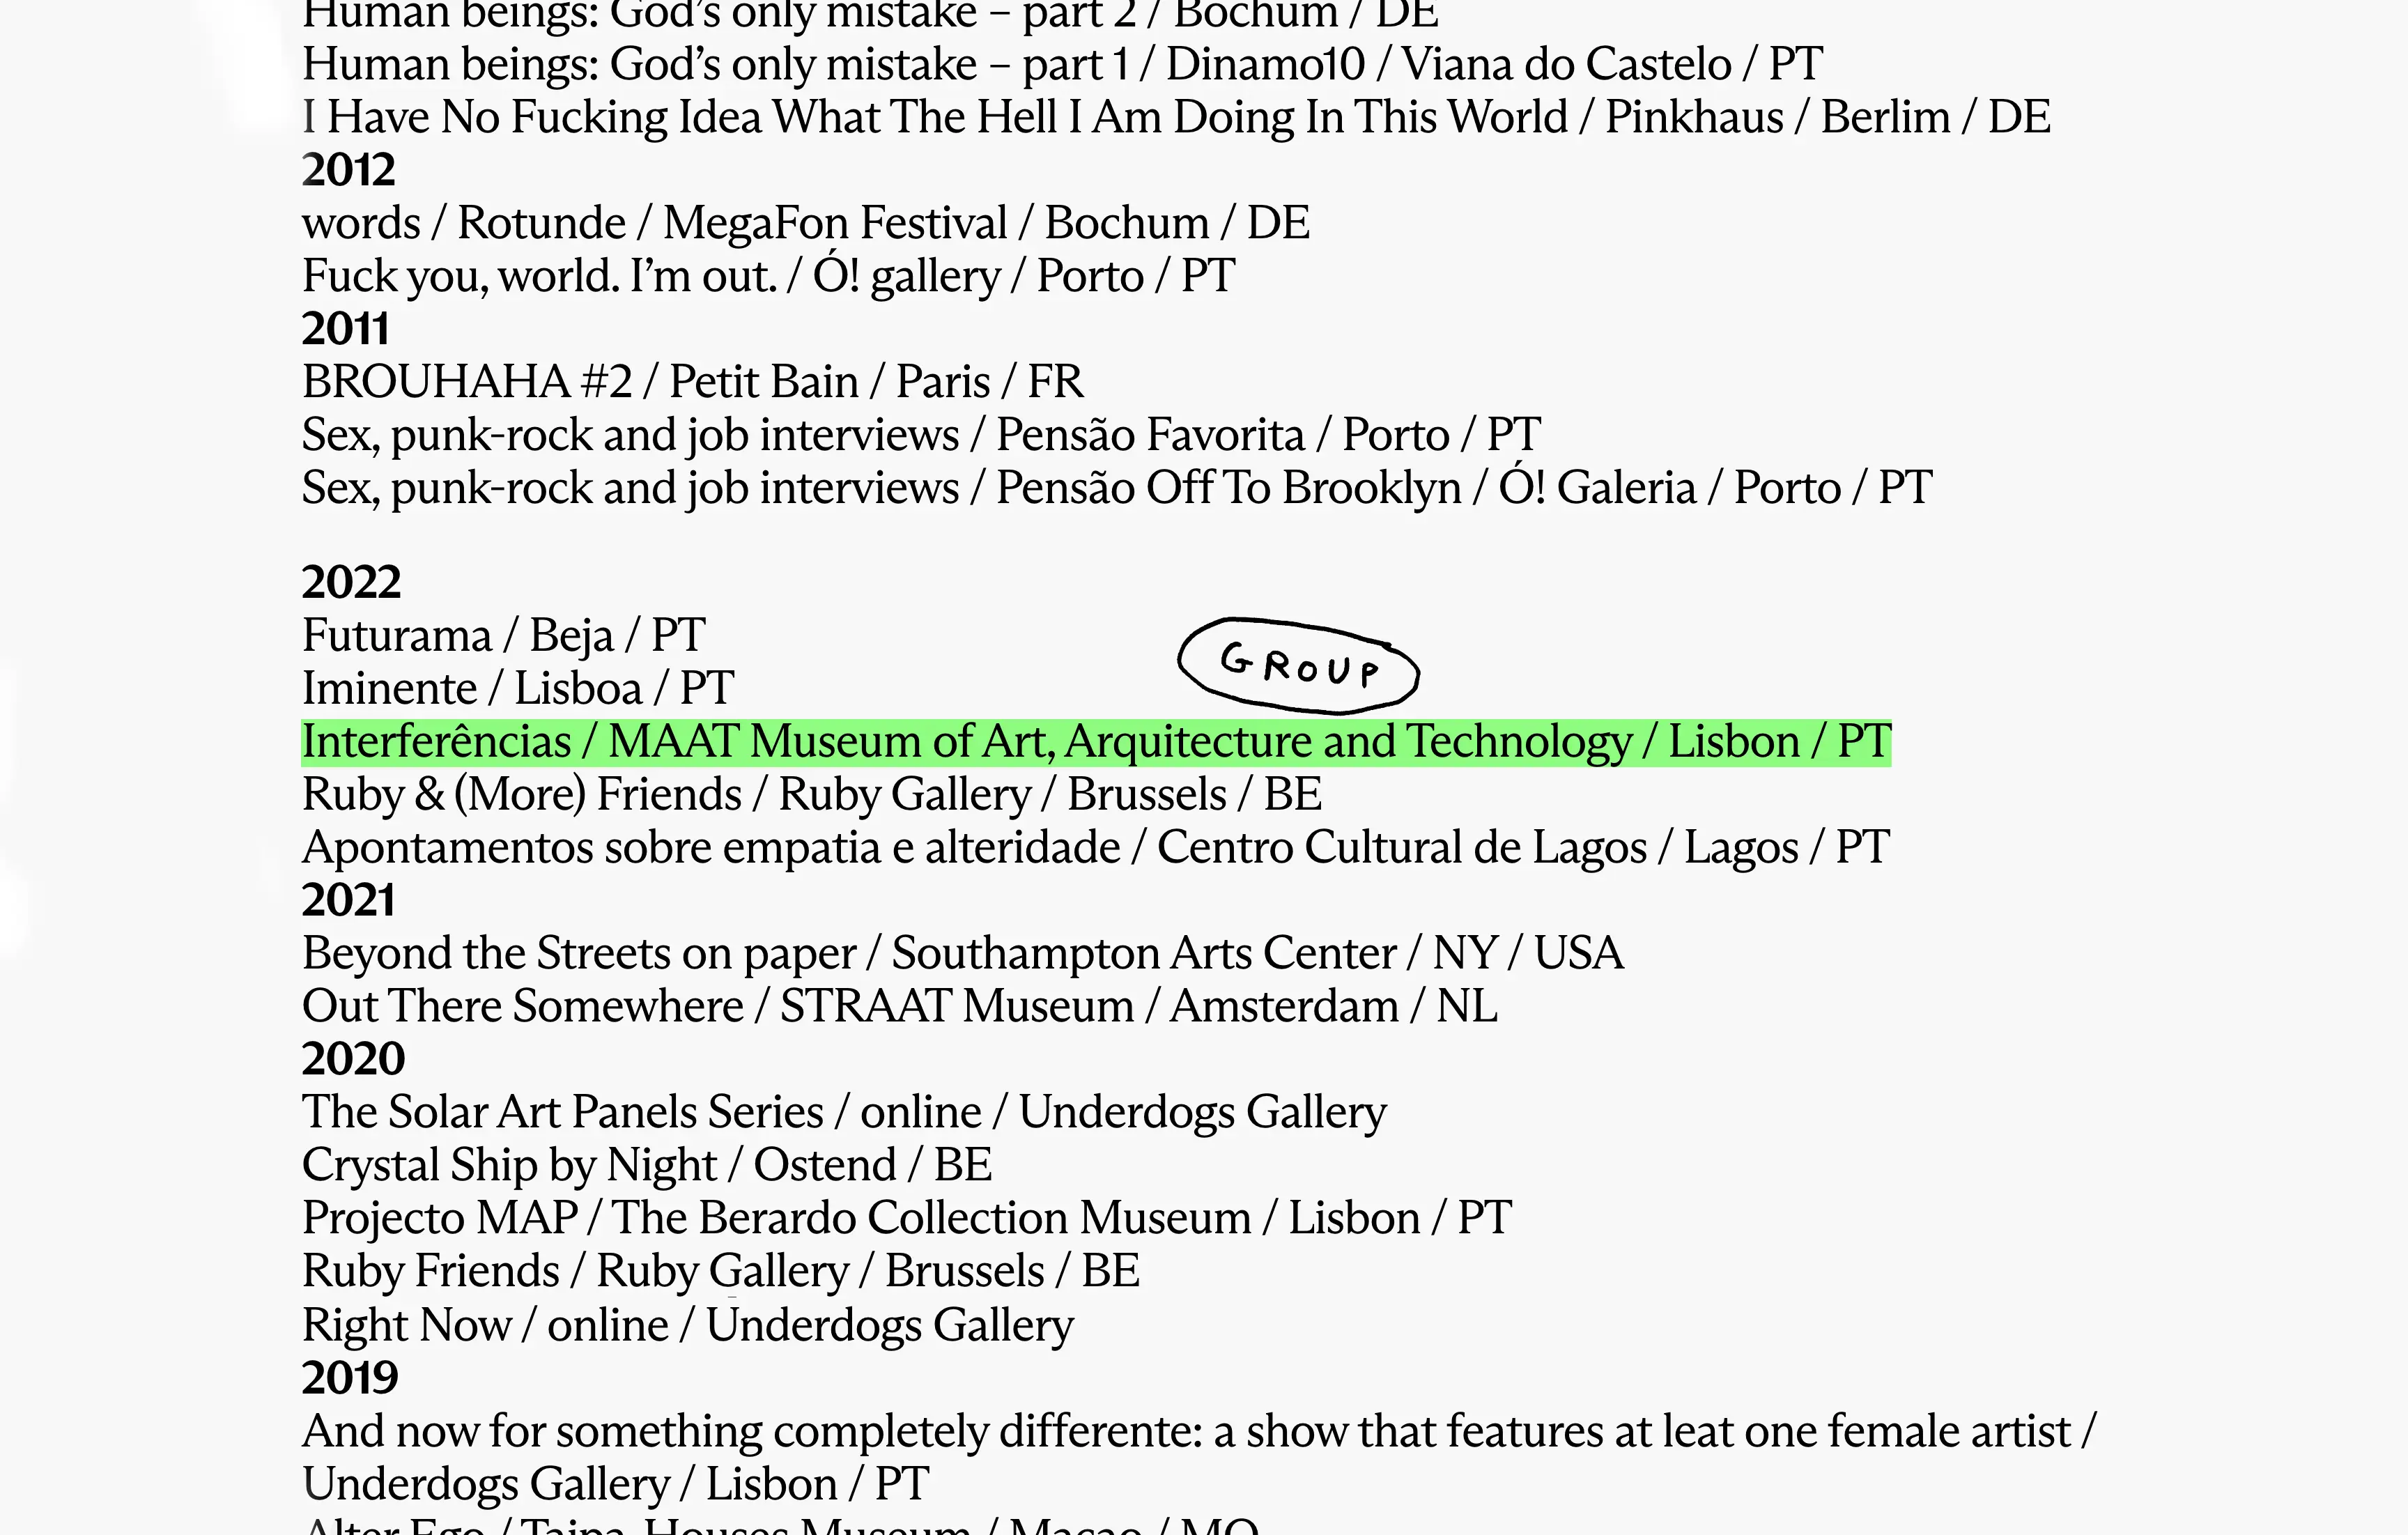 Human beings: God’s only mistake – part 2 / Bochum / DE
Human beings: God’s only mistake – part 1 / Dinamo10 / Viana do Castelo / PT
I Have No Fucking Idea What The Hell I Am Doing In This World / Pinkhaus / Berlim / DE
2012
words / Rotunde / MegaFon Festival / Bochum / DE
Fuck you, world. I’m out. / Ó! gallery / Porto / PT
2011
BROUHAHA #2 / Petit Bain / Paris / FR
Sex, punk-rock and job interviews / Pensão Favorita / Porto / PT
Sex, punk-rock and job interviews / Pensão Off To Brooklyn / Ó! Galeria / Porto / PT
2022
Futurama / Beja / PT
GROUP
Iminente / Lisboa / PT
Interferências / MAAT Museum of Art, Arquitecture and Technology / Lisbon / PT
Ruby & (More) Friends / Ruby Gallery / Brussels / BE
Apontamentos sobre empatia e alteridade / Centro Cultural de Lagos / Lagos / PT
2021
Beyond the Streets on paper / Southampton Arts Center / NY / USA
Out There Somewhere / STRAAT Museum / Amsterdam / NL
2020
The Solar Art Panels Series / online / Underdogs Gallery
Crystal Ship by Night / Ostend / BE
Projecto MAP / The Berardo Collection Museum / Lisbon / PT
Ruby Friends / Ruby Gallery / Brussels / BE
Right Now / online / Underdogs Gallery
2019
And now for something completely differente: a show that features at leat one female artist /
Underdogs Gallery / Lisbon / PT
Alter Ego / Taipa-Houses Museum / Macao / MO